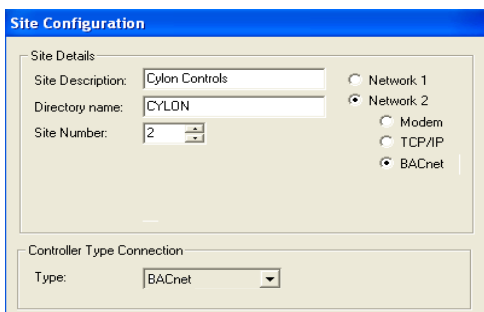 Site Configuration
Site Details
Site Description: Cylon Controls
Network 1
Directory name: CYLON
Network 2
Site Number: 2
Modem
TCP/IP
BACnet
Controller Type Connection
Type: BACnet